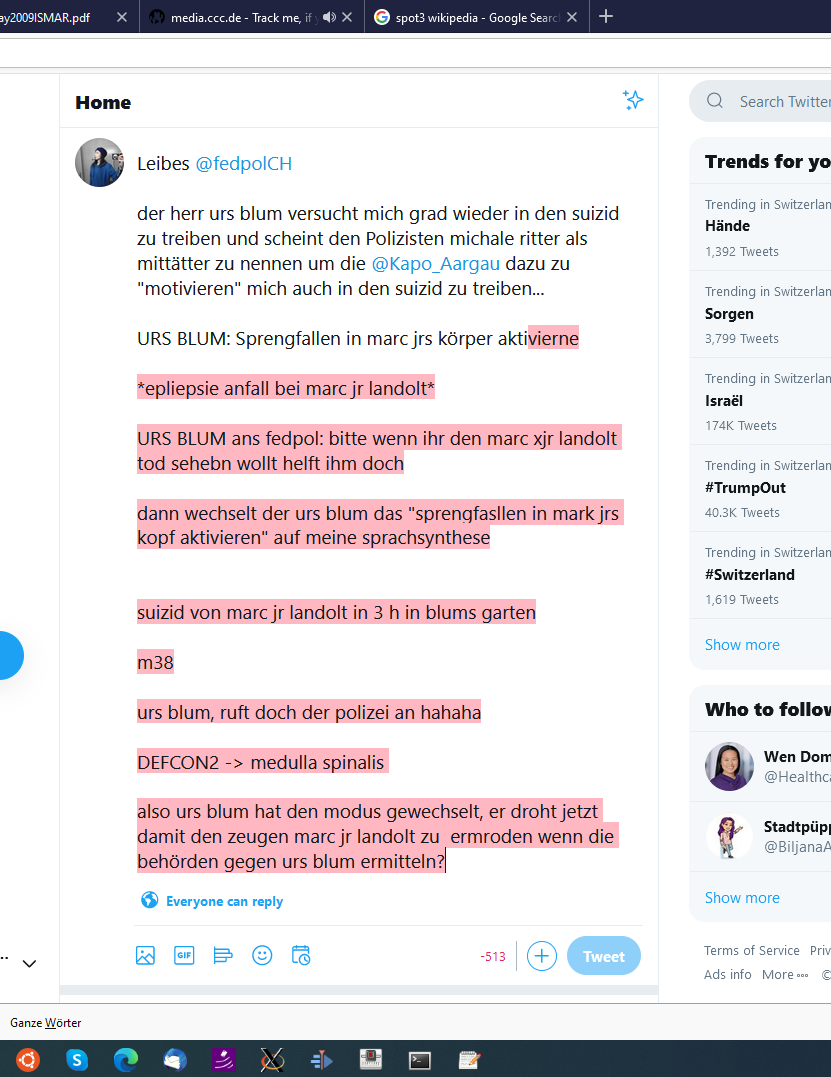 ay2009ISMAR.pdf
media.ccc.de - Track me, if y
spot3 wikipedia - Google Searc
Home
Search Twitter
Leibes @fedpolCH
der herr urs blum versucht mich grad wieder in den suizid
zu treiben und scheint den Polizisten michale ritter als
mittätter zu nennen um die @Kapo_Aargau dazu zu
"motivieren" mich auch in den suizid zu treiben...
URS BLUM: Sprengfallen in marc jrs körper aktivierne
*epliepsie anfall bei marc jr landolt*
URS BLUM ans fedpol: bitte wenn ihr den marc xjr landolt
tod sehebn wollt helft ihm doch
dann wechselt der urs blum das "sprengfasllen in mark jrs
kopf aktivieren" auf meine sprachsynthese
suizid von marc jr landolt in 3 h in blums garten
m38
urs blum, ruft doch der polizei an hahaha
DEFCON2 -> medulla spinalis
also urs blum hat den modus gewechselt, er droht jetzt
damit den zeugen marc jr landolt zu  ermroden wenn die
behörden gegen urs blum ermitteln?
Everyone can reply
GIF
-513
Tweet
Trends for yo
Trending in Switzerlan
Hände
1,392 Tweets
Trending in Switzerlan
Sorgen
3,799 Tweets
Trending in Switzerlan
Israël
174K Tweets
Trending in Switzerlan
#TrumpOut
40.3K Tweets
Trending in Switzerlan
#Switzerland
1,619 Tweets
Show more
Who to follow
Wen Dom
@Healthca
Stadtpüpp
@BiljanaA
Show more
Terms of Service Priv
Ads info More ©
Ganze Wörter